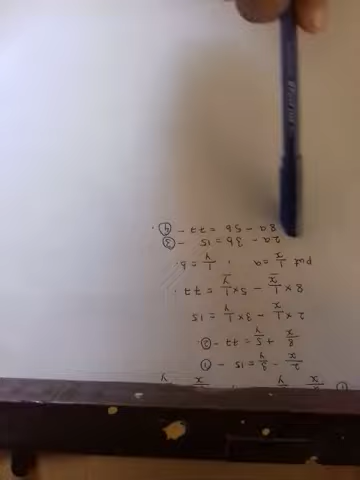 2/x - 3/y = 15 - ①
8/x + 5/y = 77 - ②
2 × 1/x - 3 × 1/y = 15
8 × 1/x - 5 × 1/y = 77.
put 1/x = a , 1/y = b.
2a - 3b = 15 - ③
8a - 5b = 77 - ④.